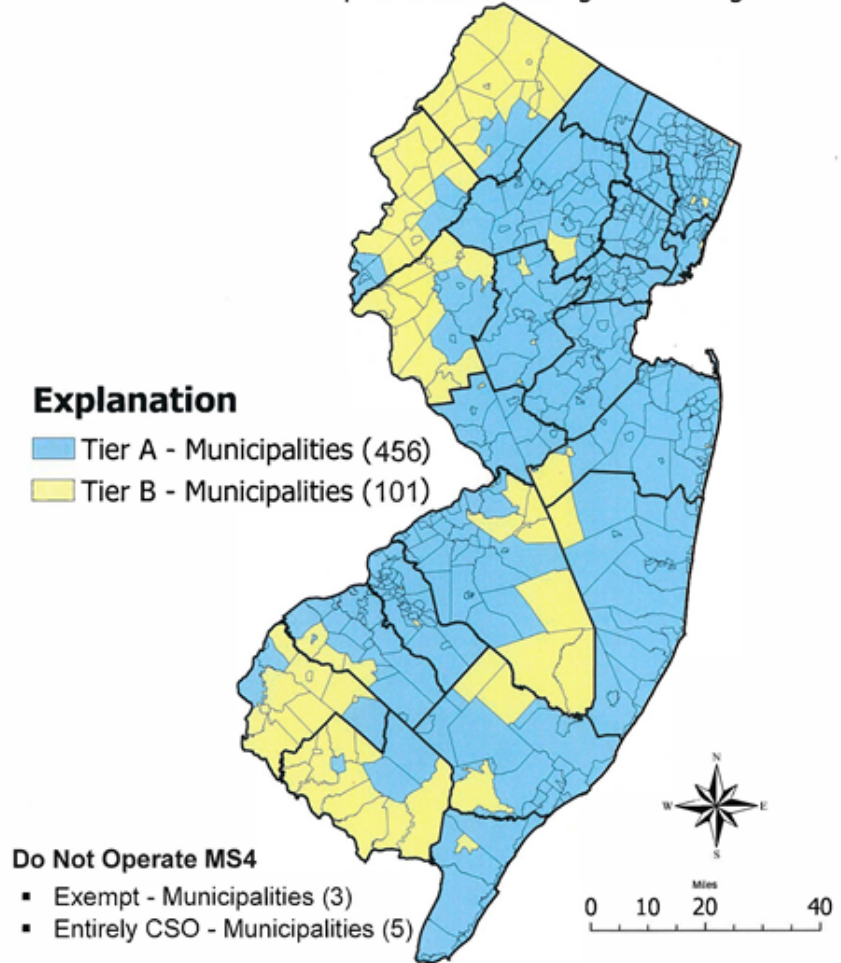 Explanation
Tier A - Municipalities (456)
Tier B - Municipalities (101)
N
W E
S
Do Not Operate MS4
▪ Exempt - Municipalities (3)
▪ Entirely CSO - Municipalities (5)
Miles
0 10 20 40